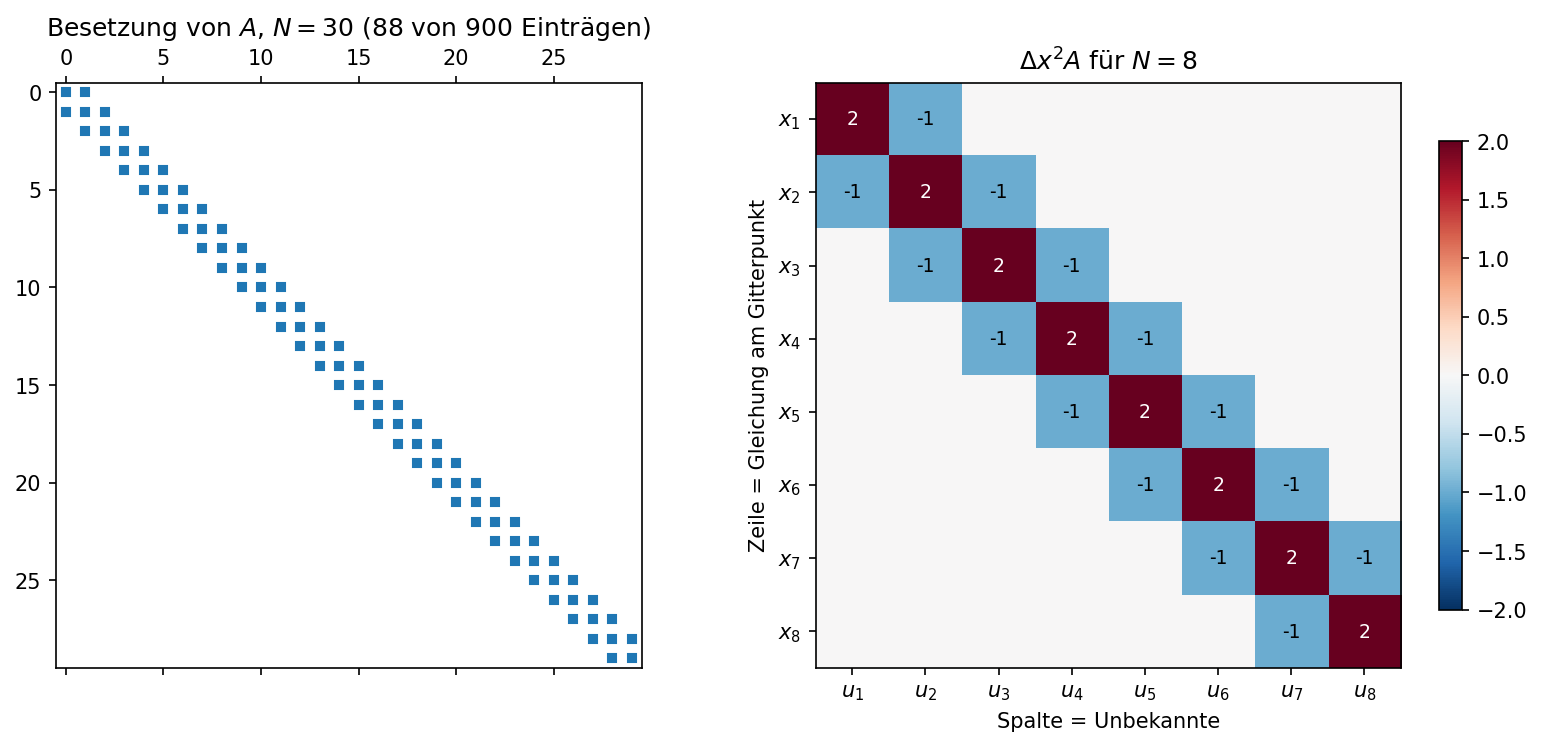 Besetzung von A, N = 30 (88 von 900 Einträgen)
0 5 10 15 20 25
0
5
10
15
20
25
Δx²A für N = 8
x₁ 2 -1
x₂ -1 2 -1
x₃ -1 2 -1
x₄ -1 2 -1
x₅ -1 2 -1
x₆ -1 2 -1
x₇ -1 2 -1
x₈ -1 2
u₁ u₂ u₃ u₄ u₅ u₆ u₇ u₈
Spalte = Unbekannte
Zeile = Gleichung am Gitterpunkt
2.0
1.5
1.0
0.5
0.0
−0.5
−1.0
−1.5
−2.0